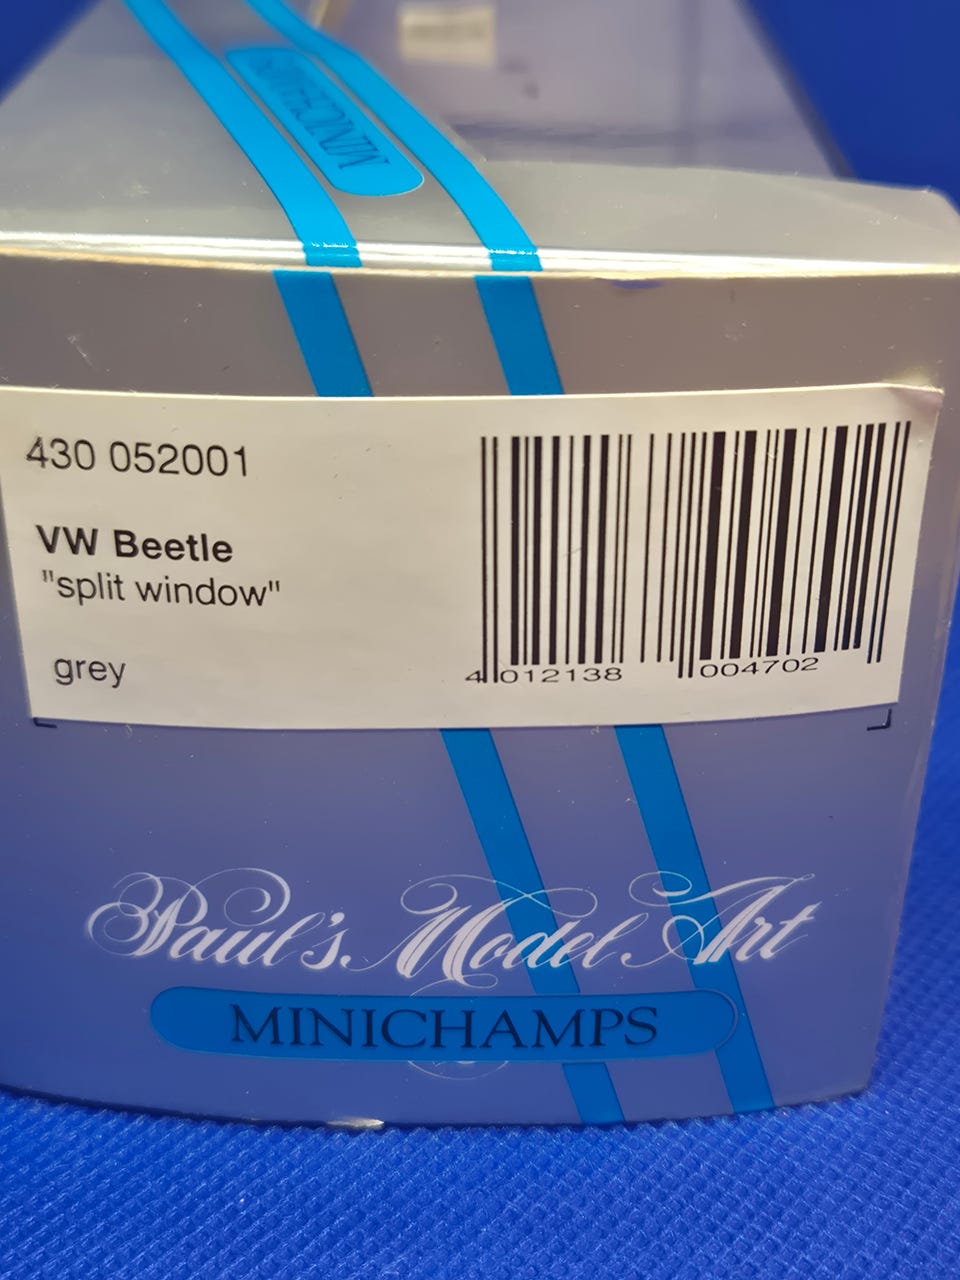 MINICHAMPS
430 052001
VW Beetle
"split window"
grey
4 012138 004702
Paul's Model Art
MINICHAMPS